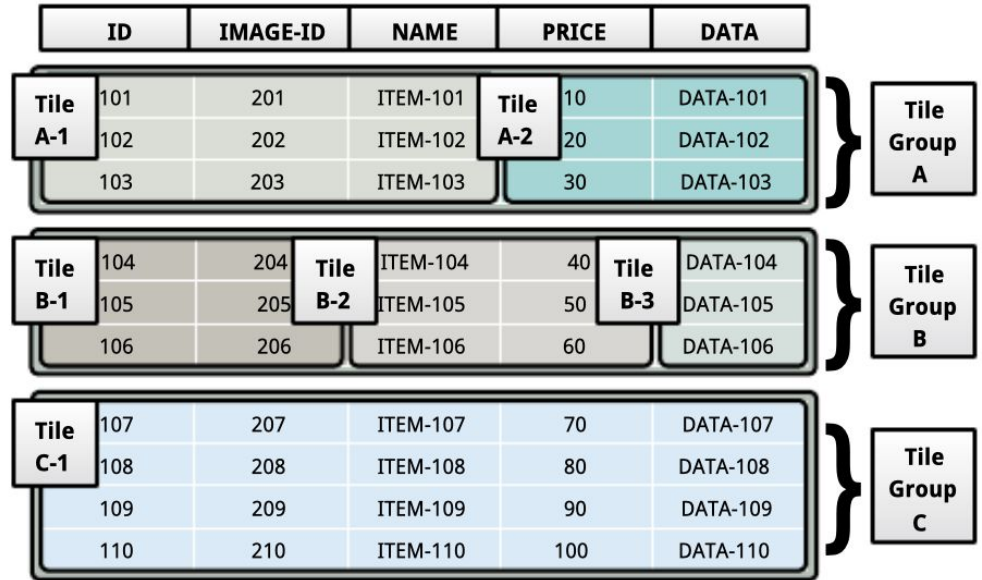 ID IMAGE-ID NAME PRICE DATA
Tile
A-1
101 201 ITEM-101
102 202 ITEM-102
103 203 ITEM-103
Tile
A-2
10 DATA-101
20 DATA-102
30 DATA-103
Tile
Group
A
Tile
B-1
104 204
105 205
106 206
Tile
B-2
ITEM-104 40
ITEM-105 50
ITEM-106 60
Tile
B-3
DATA-104
DATA-105
DATA-106
Tile
Group
B
Tile
C-1
107 207 ITEM-107 70 DATA-107
108 208 ITEM-108 80 DATA-108
109 209 ITEM-109 90 DATA-109
110 210 ITEM-110 100 DATA-110
Tile
Group
C